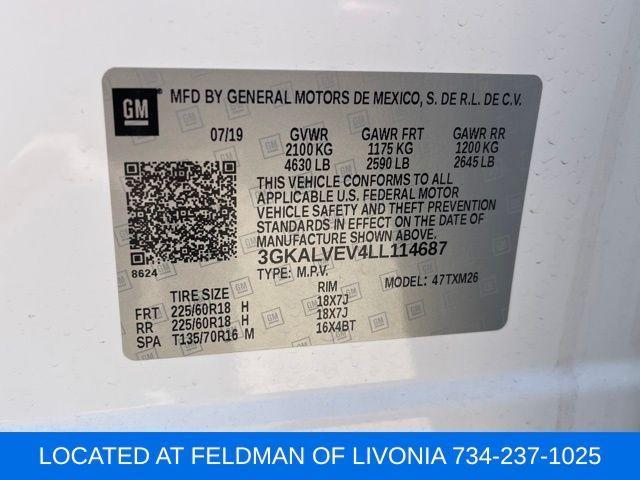 GM
MFD BY GENERAL MOTORS DE MEXICO, S. DE R.L. DE C.V.
07/19 GVWR GAWR FRT GAWR RR
2100 KG 1175 KG 1200 KG
4630 LB 2590 LB 2645 LB
THIS VEHICLE CONFORMS TO ALL
APPLICABLE U.S. FEDERAL MOTOR
VEHICLE SAFETY AND THEFT PREVENTION
STANDARDS IN EFFECT ON THE DATE OF
MANUFACTURE SHOWN ABOVE.
8624
3GKALVEV4LL114687
TYPE: M.P.V. MODEL: 47TXM26
TIRE SIZE RIM
FRT 225/60R18 H 18X7J
RR 225/60R18 H 18X7J
SPA T135/70R16 M 16X4BT
LOCATED AT FELDMAN OF LIVONIA 734-237-1025